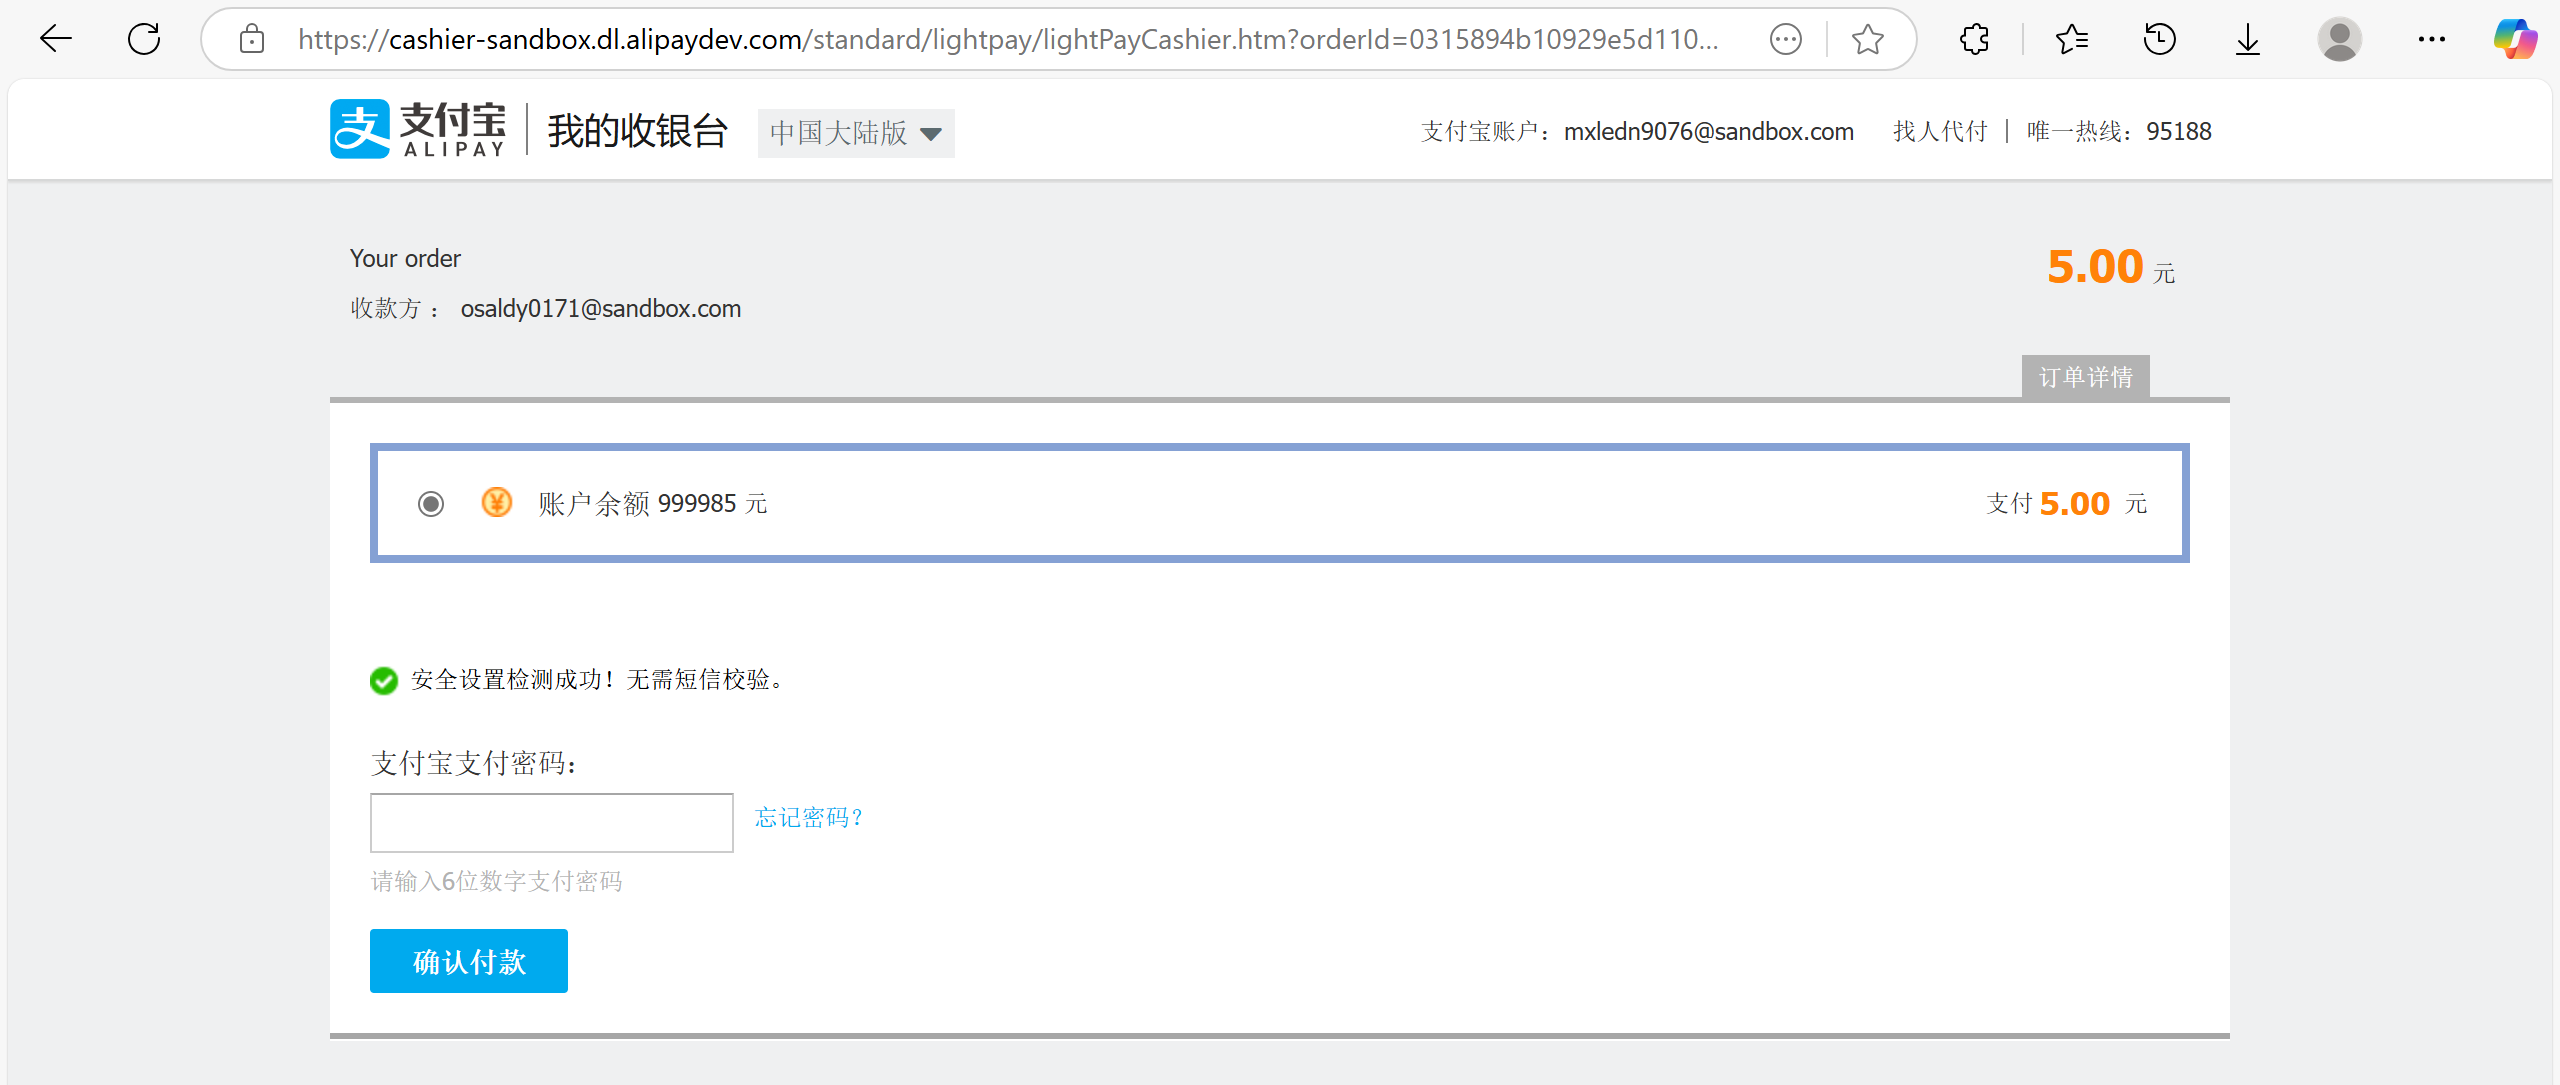 https://cashier-sandbox.dl.alipaydev.com/standard/lightpay/lightPayCashier.htm?orderId=0315894b10929e5d110...
支 支付宝 ALIPAY 我的收银台 中国大陆版 支付宝账户：mxledn9076@sandbox.com 找人代付 | 唯一热线：95188
Your order 5.00 元
收款方 ： osaldy0171@sandbox.com
订单详情
¥ 账户余额 999985 元 支付 5.00 元
安全设置检测成功！无需短信校验。
支付宝支付密码：
忘记密码？
请输入6位数字支付密码
确认付款